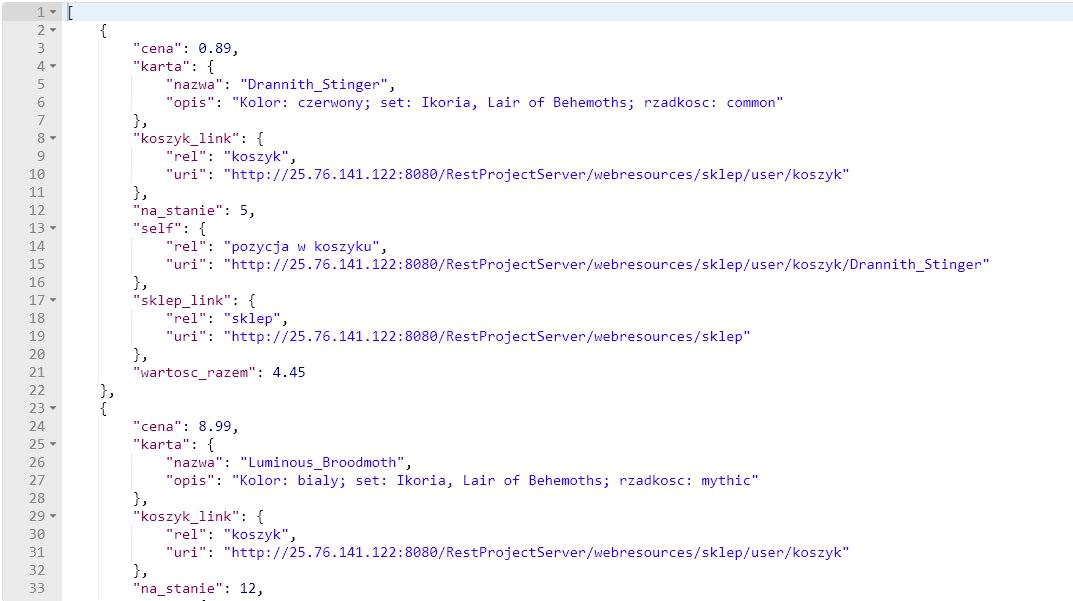 1 [
2 {
3 "cena": 0.89,
4 "karta": {
5 "nazwa": "Drannith_Stinger",
6 "opis": "Kolor: czerwony; set: Ikoria, Lair of Behemoths; rzadkosc: common"
7 },
8 "koszyk_link": {
9 "rel": "koszyk",
10 "uri": "http://25.76.141.122:8080/RestProjectServer/webresources/sklep/user/koszyk"
11 },
12 "na_stanie": 5,
13 "self": {
14 "rel": "pozycja w koszyku",
15 "uri": "http://25.76.141.122:8080/RestProjectServer/webresources/sklep/user/koszyk/Drannith_Stinger"
16 },
17 "sklep_link": {
18 "rel": "sklep",
19 "uri": "http://25.76.141.122:8080/RestProjectServer/webresources/sklep"
20 },
21 "wartosc_razem": 4.45
22 },
23 {
24 "cena": 8.99,
25 "karta": {
26 "nazwa": "Luminous_Broodmoth",
27 "opis": "Kolor: bialy; set: Ikoria, Lair of Behemoths; rzadkosc: mythic"
28 },
29 "koszyk_link": {
30 "rel": "koszyk",
31 "uri": "http://25.76.141.122:8080/RestProjectServer/webresources/sklep/user/koszyk"
32 },
33 "na_stanie": 12,